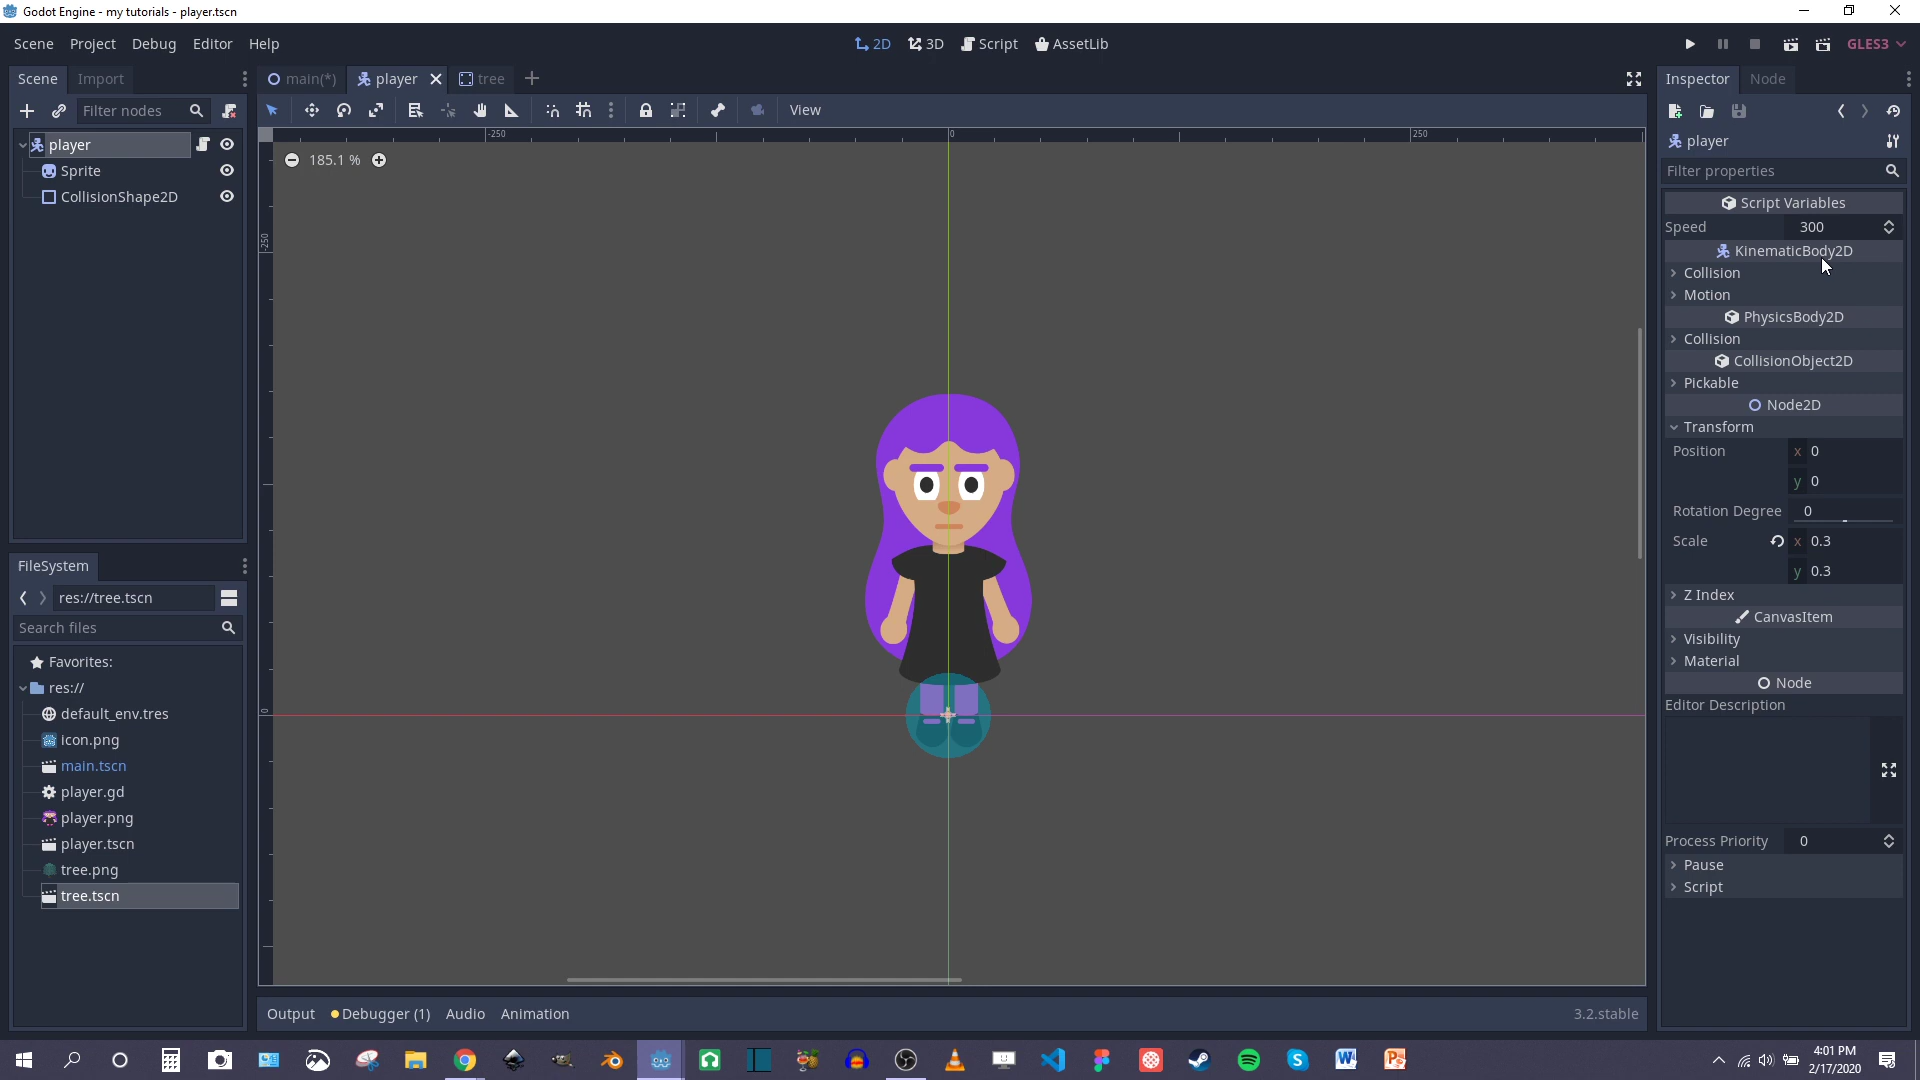 Godot Engine - my tutorials - player.tscn
Scene Project Debug Editor Help
2D 3D Script AssetLib
GLES3
Scene Import
main(*) player tree
Inspector Node
Filter nodes
View
player
Sprite
CollisionShape2D
-250 0 250
185.1 %
-250
0
player
Filter properties
Script Variables
Speed 300
KinematicBody2D
Collision
Motion
PhysicsBody2D
Collision
CollisionObject2D
Pickable
Node2D
Transform
Position x 0
y 0
Rotation Degree 0
Scale x 0.3
y 0.3
Z Index
CanvasItem
Visibility
Material
Node
Editor Description
Process Priority 0
Pause
Script
FileSystem
res://tree.tscn
Search files
Favorites:
res://
default_env.tres
icon.png
main.tscn
player.gd
player.png
player.tscn
tree.png
tree.tscn
Output Debugger (1) Audio Animation
3.2.stable
4:01 PM
2/17/2020